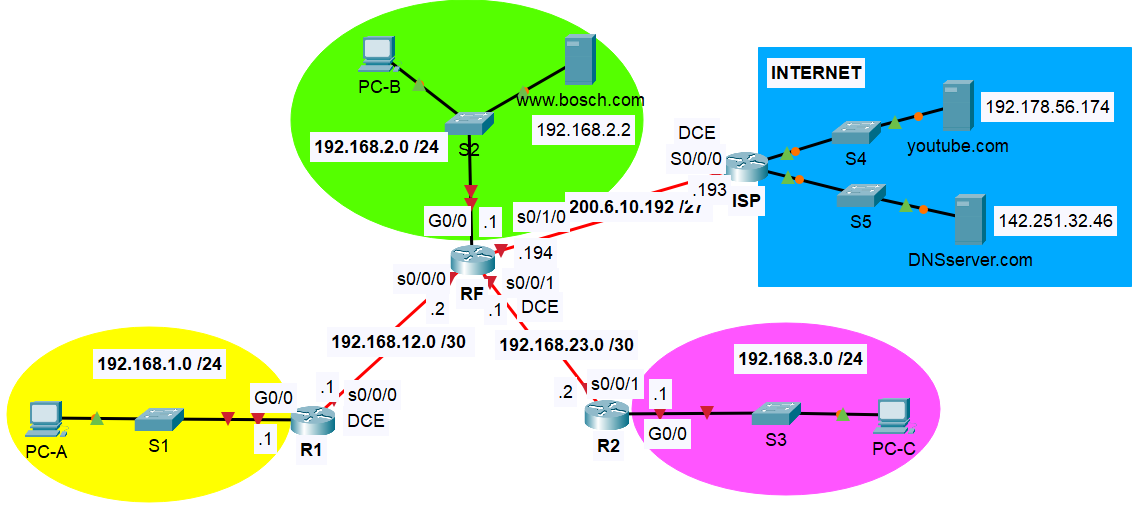 INTERNET
PC-B
www.bosch.com
192.168.2.2
192.168.2.0 /24
S2
G0/0
.1
s0/1/0
200.6.10.192 /27
DCE
S0/0/0
.193
ISP
S4
192.178.56.174
youtube.com
S5
142.251.32.46
DNSserver.com
.194
RF
s0/0/0
.2
s0/0/1
.1
DCE
192.168.12.0 /30
192.168.23.0 /30
192.168.1.0 /24
G0/0
.1
s0/0/0
DCE
PC-A
S1
.1
R1
.2
s0/0/1
.1
192.168.3.0 /24
R2
G0/0
S3
PC-C